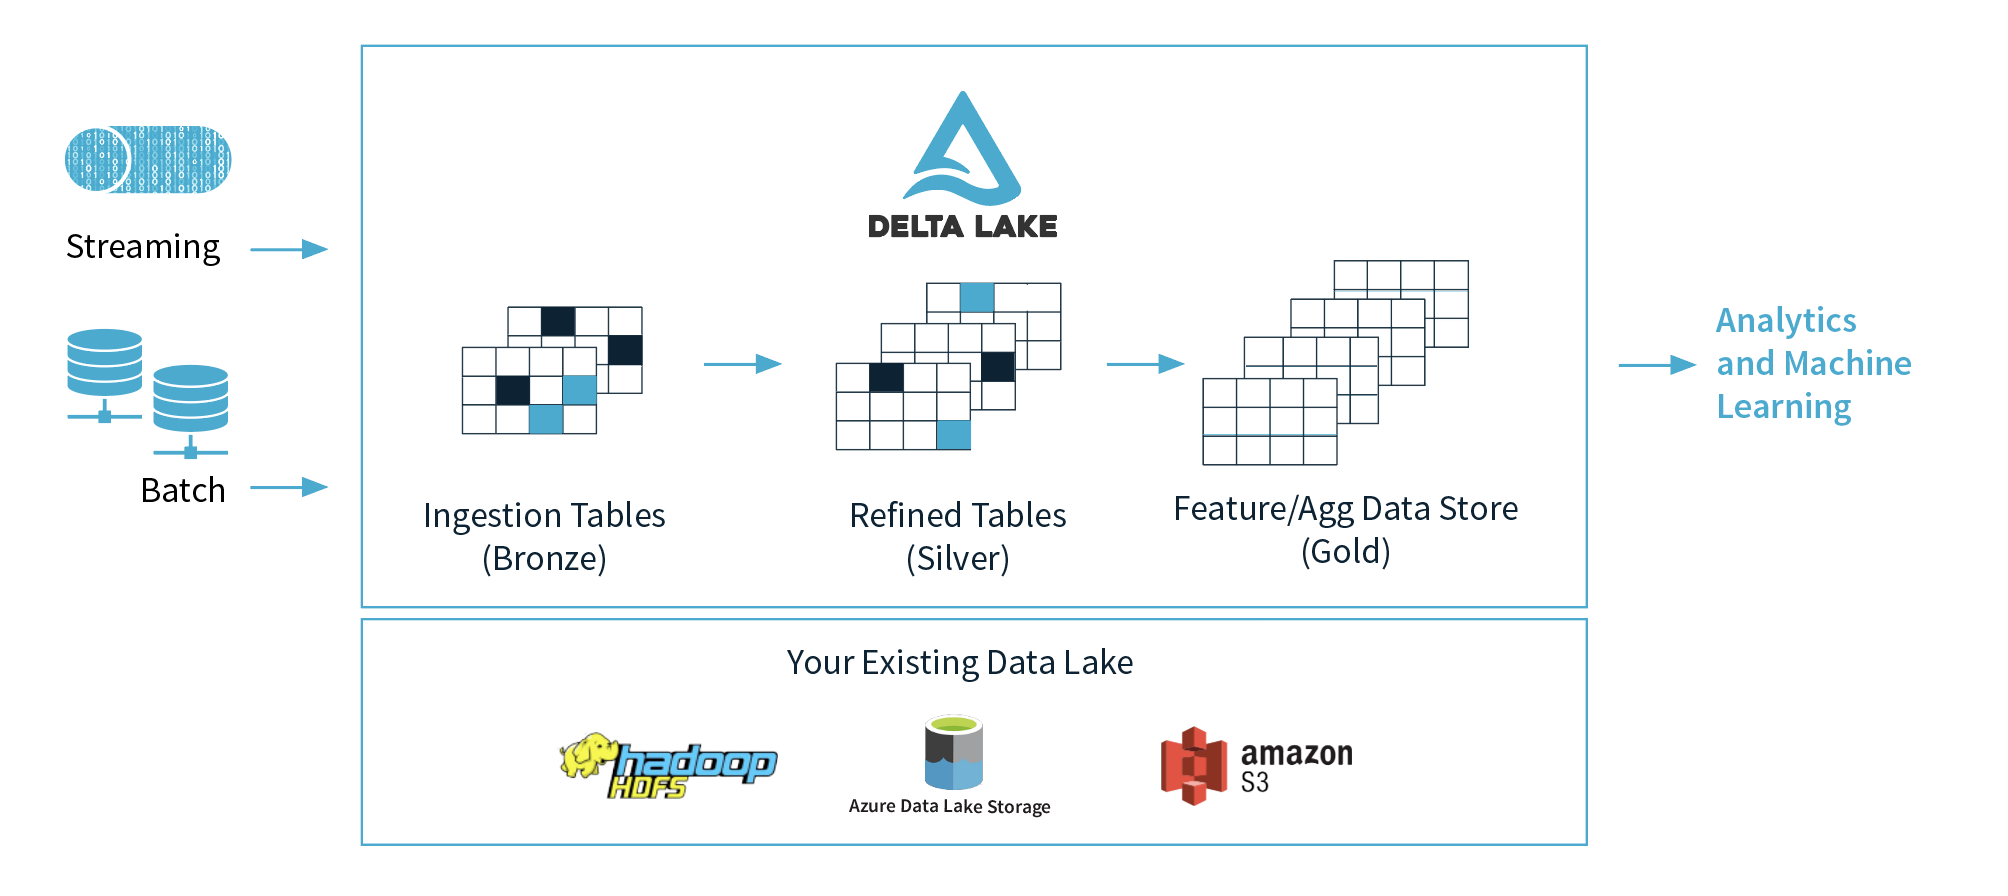 DELTA LAKE
Streaming
Batch
Ingestion Tables
(Bronze)
Refined Tables
(Silver)
Feature/Agg Data Store
(Gold)
Analytics
and Machine
Learning
Your Existing Data Lake
hadoop
HDFS
Azure Data Lake Storage
amazon
S3